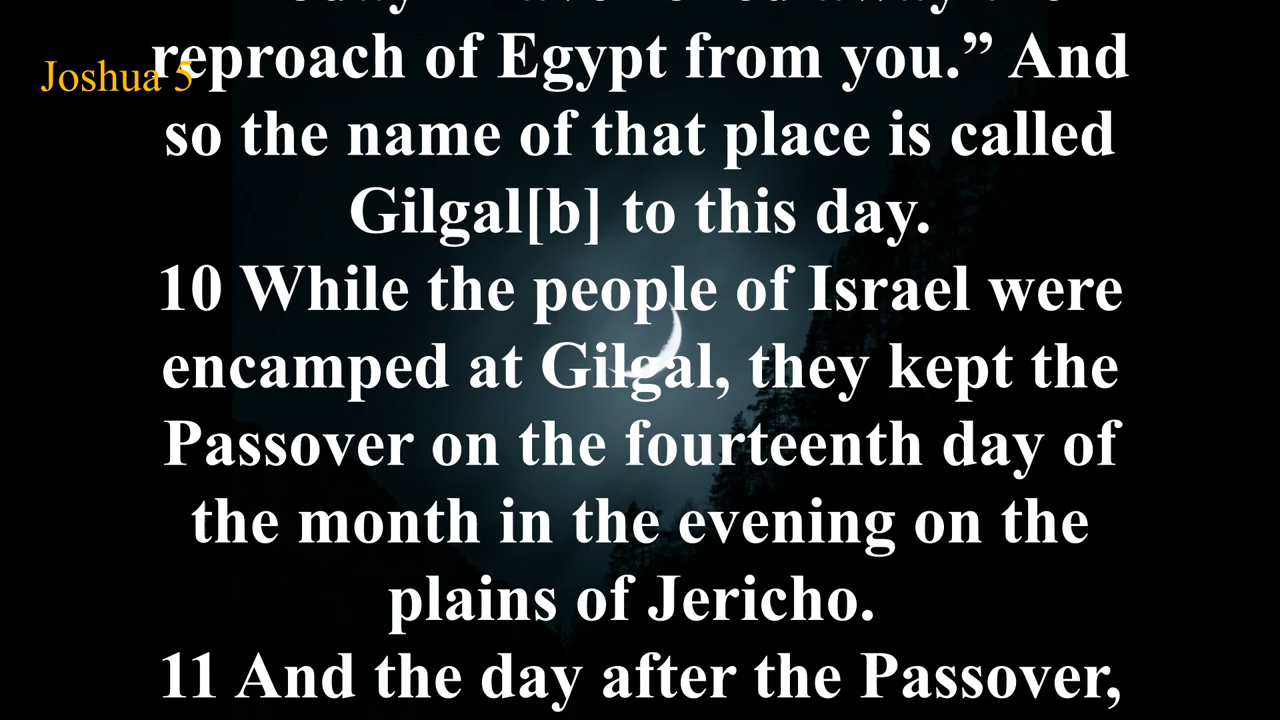 Joshua 5
reproach of Egypt from you.” And
so the name of that place is called
Gilgal[b] to this day.
10 While the people of Israel were
encamped at Gilgal, they kept the
Passover on the fourteenth day of
the month in the evening on the
plains of Jericho.
11 And the day after the Passover,